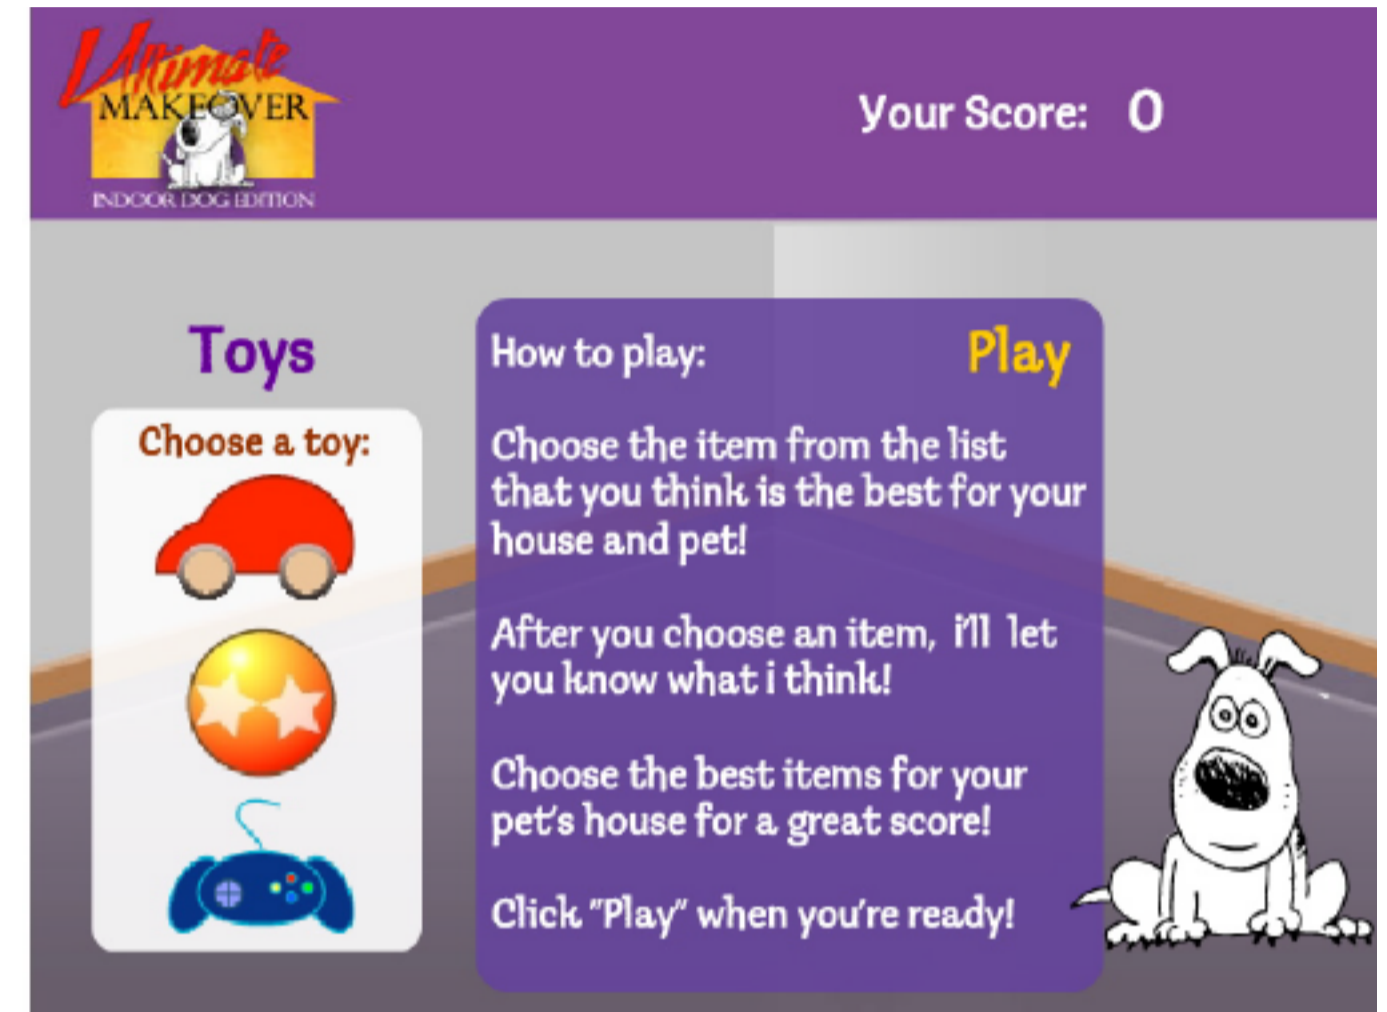 Ultimate
MAKEOVER
INDOOR DOG EDITION
Your Score: 0
Toys
Choose a toy:
How to play:
Play
Choose the item from the list
that you think is the best for your
house and pet!
After you choose an item, i'll let
you know what i think!
Choose the best items for your
pet's house for a great score!
Click "Play" when you're ready!